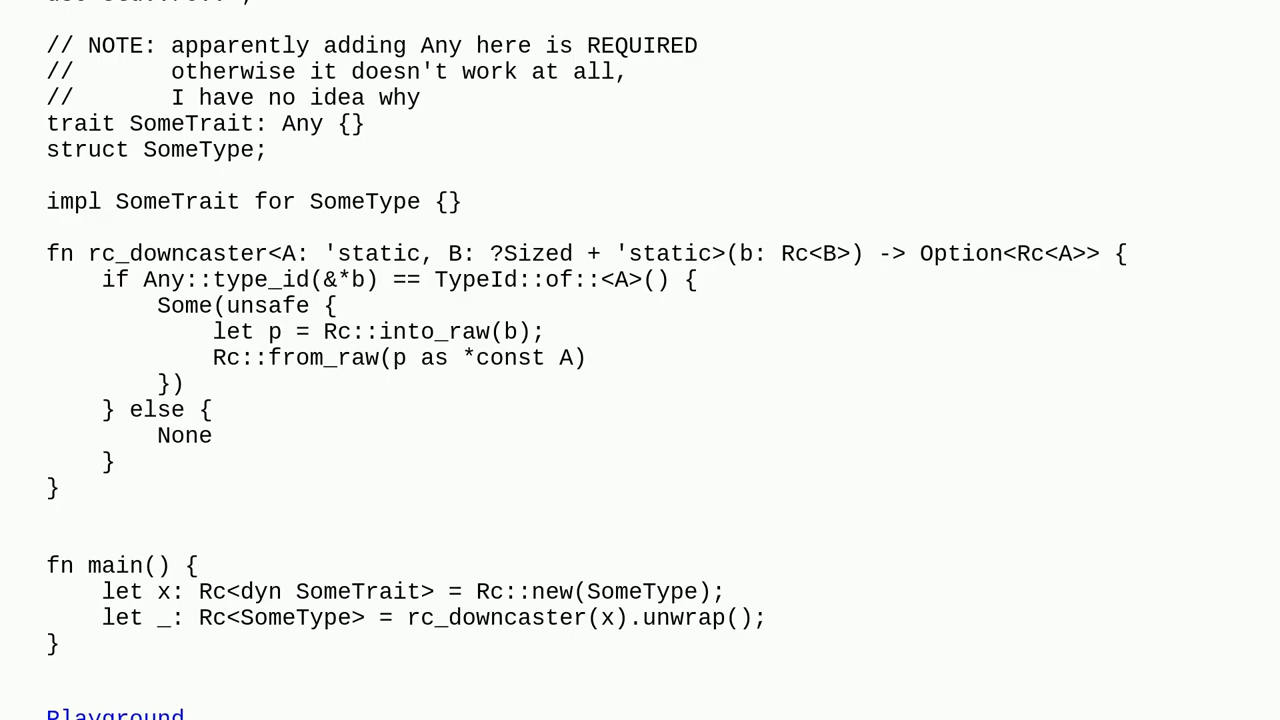 // NOTE: apparently adding Any here is REQUIRED
//       otherwise it doesn't work at all,
//       I have no idea why
trait SomeTrait: Any {}
struct SomeType;
impl SomeTrait for SomeType {}
fn rc_downcaster<A: 'static, B: ?Sized + 'static>(b: Rc<B>) -> Option<Rc<A>> {
    if Any::type_id(&*b) == TypeId::of::<A>() {
        Some(unsafe {
            let p = Rc::into_raw(b);
            Rc::from_raw(p as *const A)
        })
    } else {
        None
    }
}
fn main() {
    let x: Rc<dyn SomeTrait> = Rc::new(SomeType);
    let _: Rc<SomeType> = rc_downcaster(x).unwrap();
}
Playground